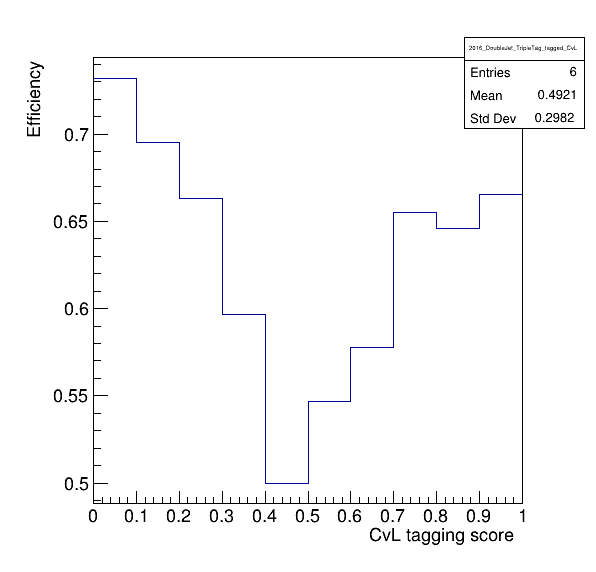 2016_DoubleJet_TripleTag_tagged_CvL
Entries 6
Mean 0.4921
Std Dev 0.2982
Efficiency
0.7
0.65
0.6
0.55
0.5
0 0.1 0.2 0.3 0.4 0.5 0.6 0.7 0.8 0.9 1
CvL tagging score